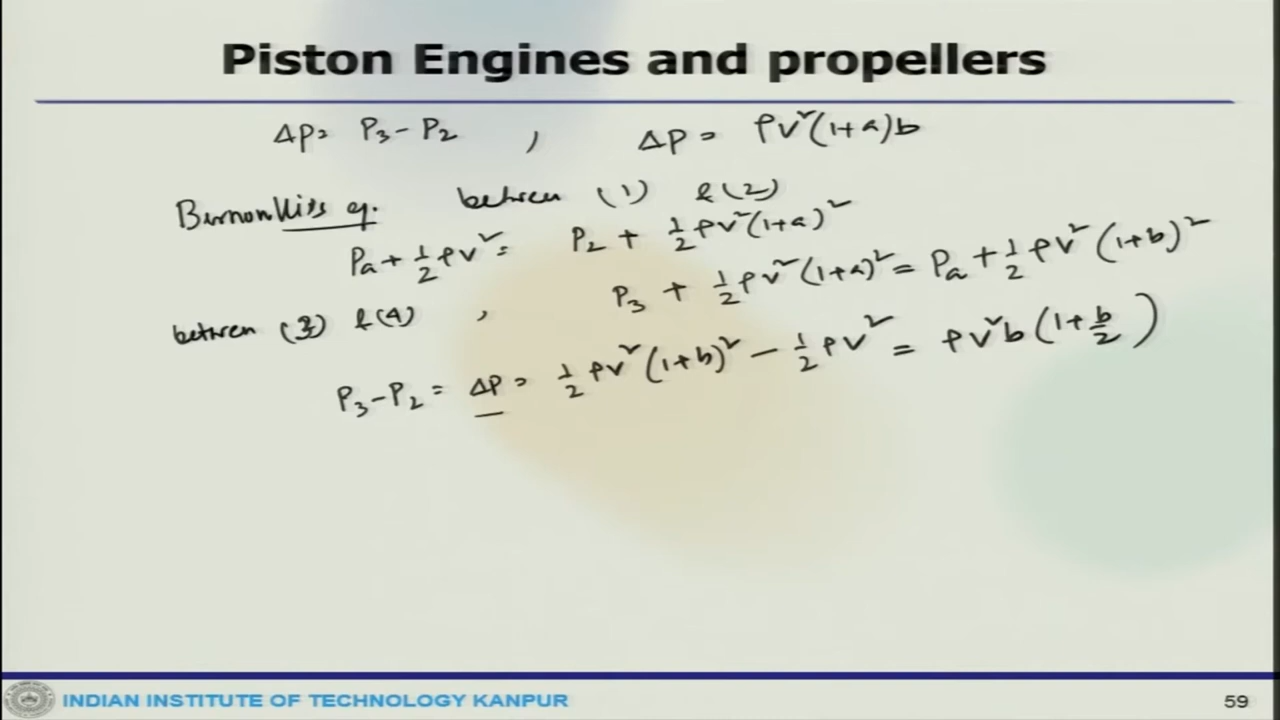 Piston Engines and propellers
ΔP = P₃ - P₂ , ΔP = ρV²(1+a)b
Bernoulli's eq. between (1) & (2)
Pa + ½ρV² = P₂ + ½ρV²(1+a)²
between (3) & (4) , P₃ + ½ρV²(1+a)² = Pa + ½ρV²(1+b)²
P₃ - P₂ = ΔP = ½ρV²(1+b)² - ½ρV² = ρV²b(1+b/2)
INDIAN INSTITUTE OF TECHNOLOGY KANPUR
59